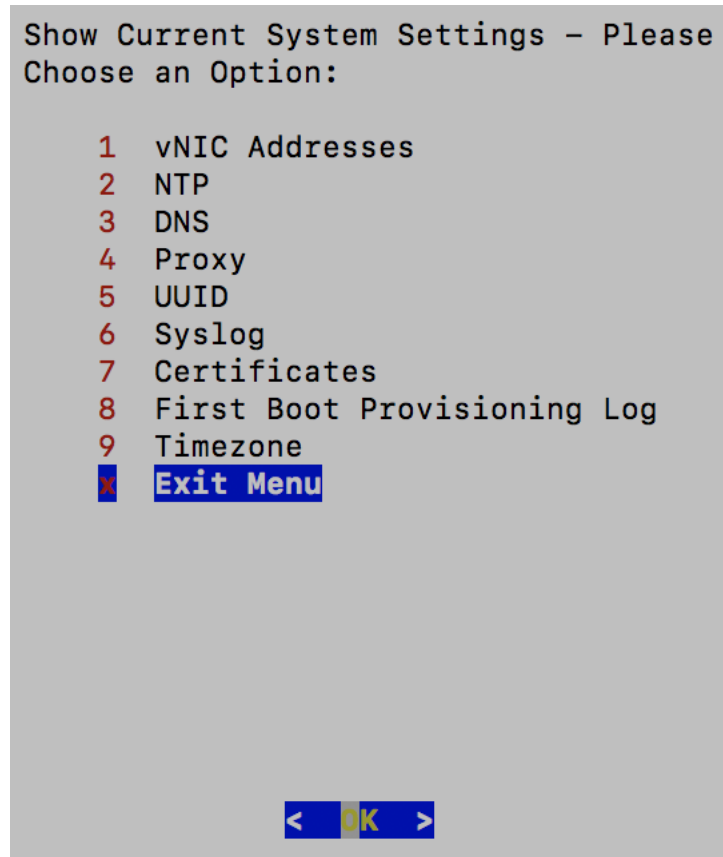 Show Current System Settings – Please
Choose an Option:
1 vNIC Addresses
2 NTP
3 DNS
4 Proxy
5 UUID
6 Syslog
7 Certificates
8 First Boot Provisioning Log
9 Timezone
x Exit Menu
< OK >